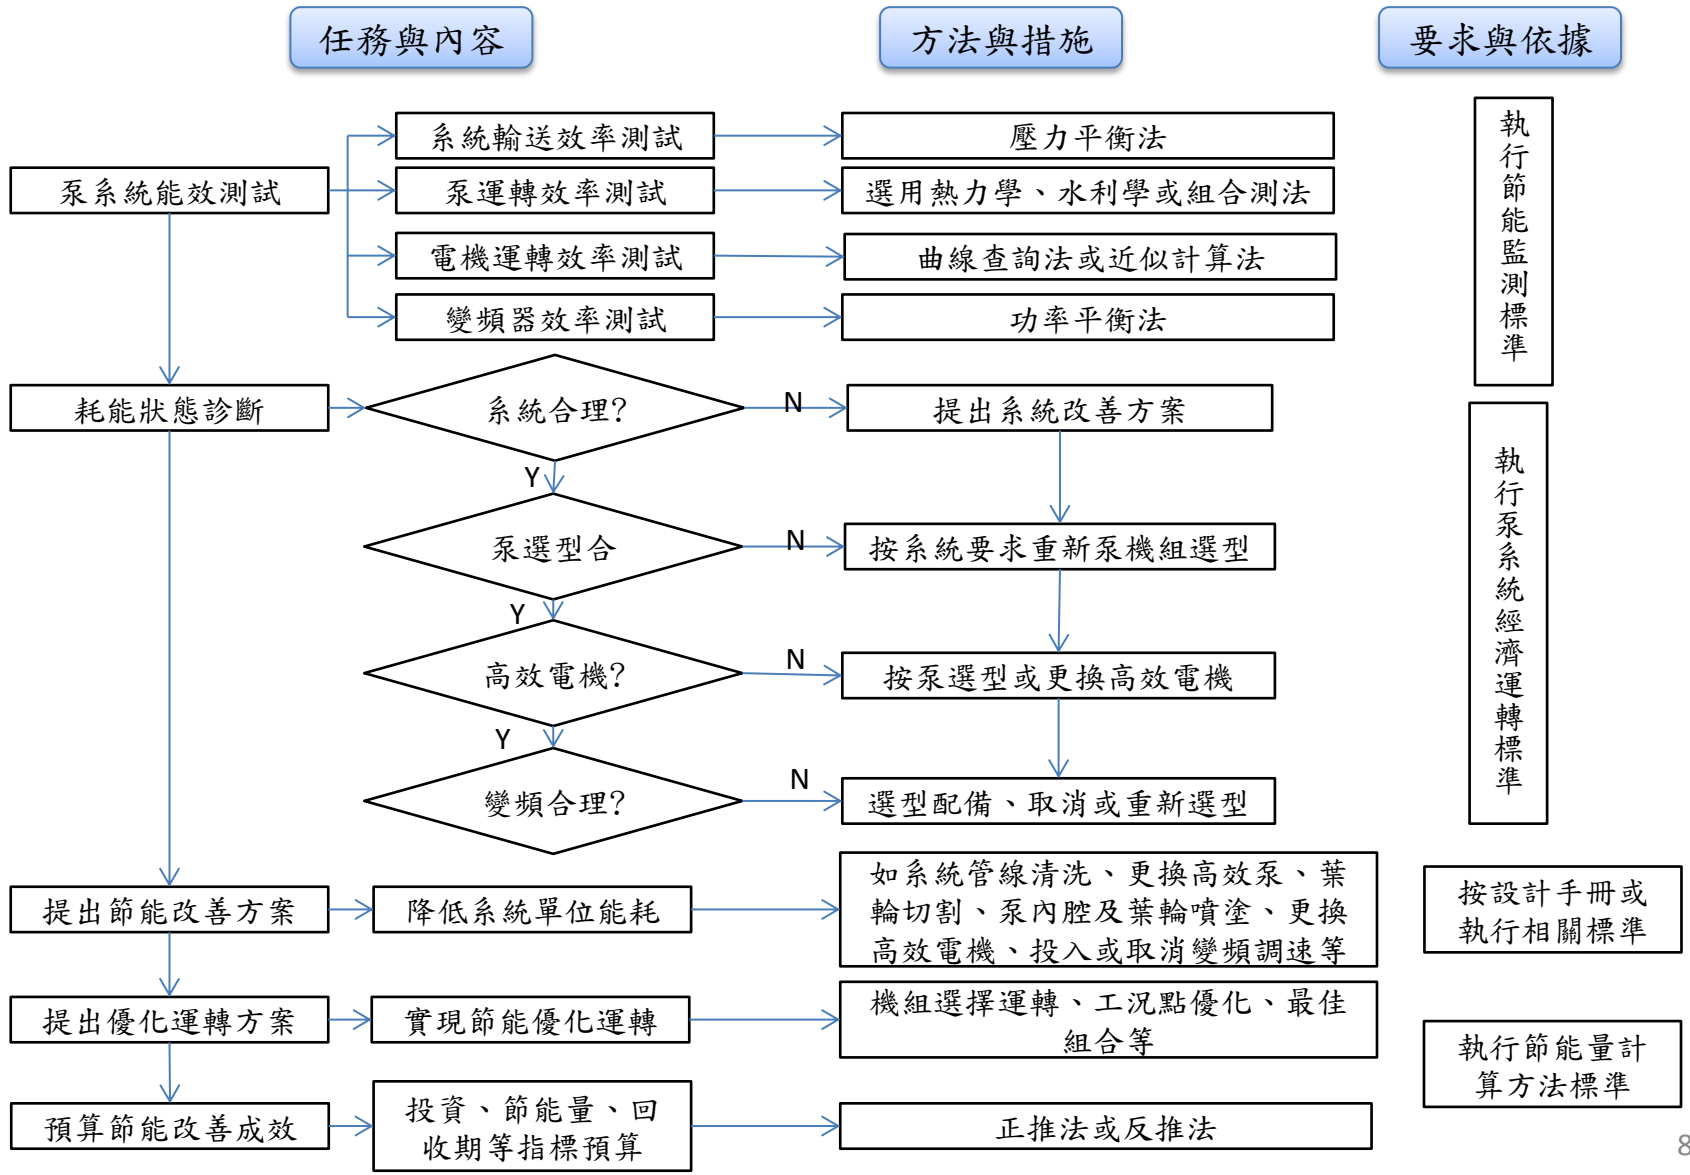 任務與內容
方法與措施
要求與依據
系統輸送效率測試
壓力平衡法
泵系統能效測試
泵運轉效率測試
選用熱力學、水利學或組合測法
電機運轉效率測試
曲線查詢法或近似計算法
變頻器效率測試
功率平衡法
執行節能監測標準
耗能狀態診斷
系統合理?
N
提出系統改善方案
Y
泵選型合
N
按系統要求重新泵機組選型
Y
高效電機?
N
按泵選型或更換高效電機
Y
變頻合理?
N
選型配備、取消或重新選型
執行泵系統經濟運轉標準
提出節能改善方案
降低系統單位能耗
如系統管線清洗、更換高效泵、葉
輪切割、泵內腔及葉輪噴塗、更換
高效電機、投入或取消變頻調速等
按設計手冊或
執行相關標準
提出優化運轉方案
實現節能優化運轉
機組選擇運轉、工況點優化、最佳
組合等
執行節能量計
算方法標準
預算節能改善成效
投資、節能量、回
收期等指標預算
正推法或反推法
8